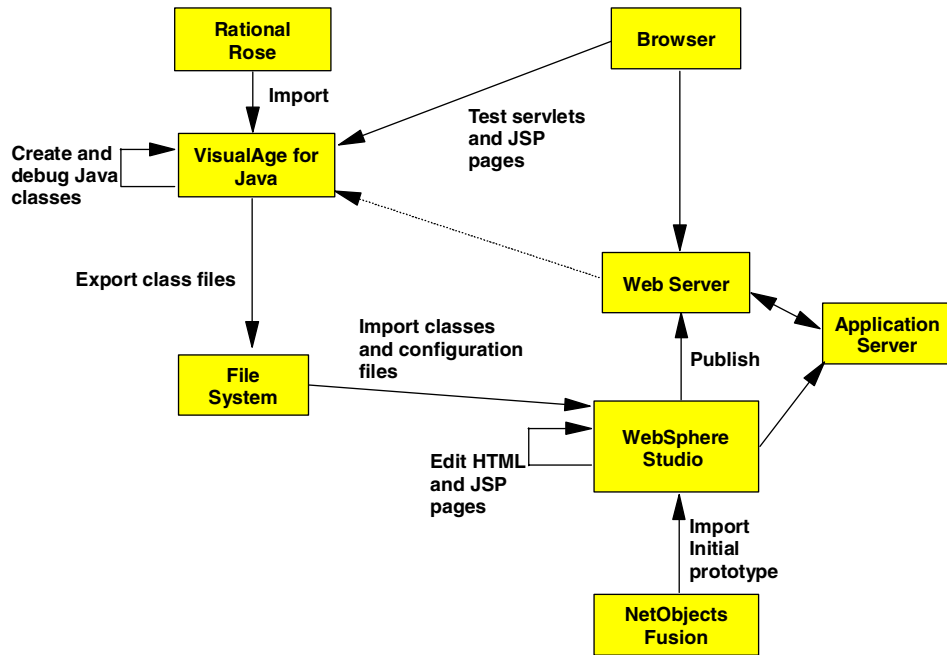 Rational
Rose
Browser
Import
Test servlets
and JSP
pages
Create and
debug Java
classes
VisualAge for
Java
Export class files
Web Server
Application
Server
Import classes
and configuration
files
Publish
File
System
WebSphere
Studio
Edit HTML
and JSP
pages
Import
Initial
prototype
NetObjects
Fusion